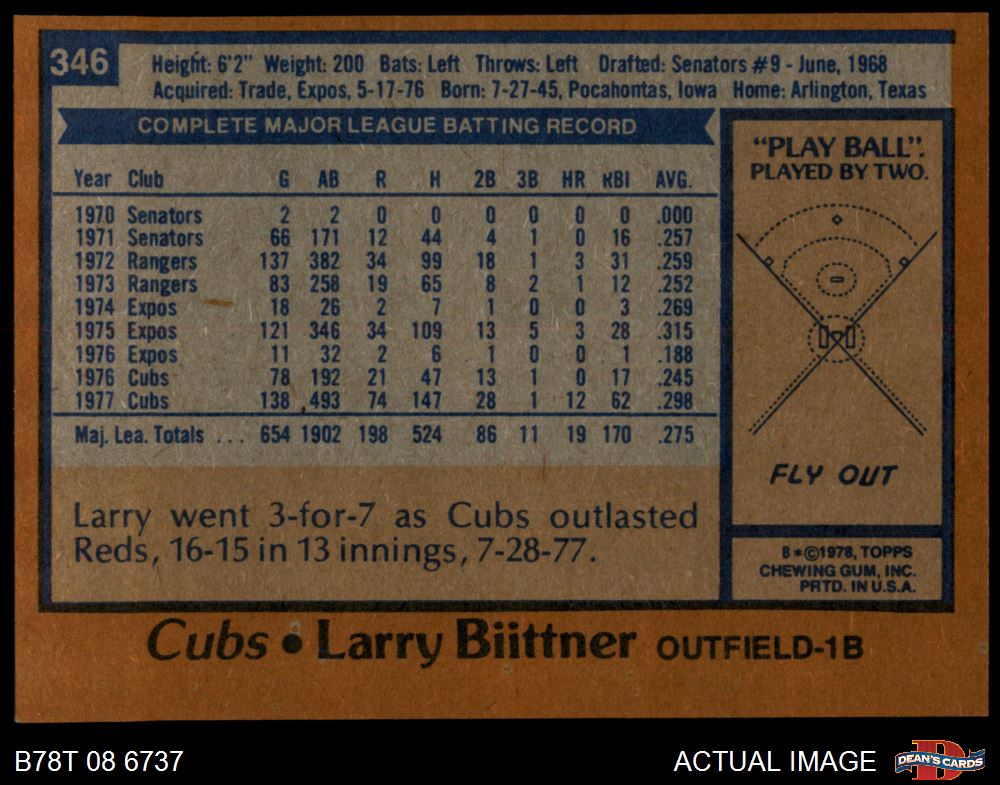 346
Height: 6'2" Weight: 200 Bats: Left Throws: Left Drafted: Senators #9 - June, 1968
Acquired: Trade, Expos, 5-17-76 Born: 7-27-45, Pocahontas, Iowa Home: Arlington, Texas
COMPLETE MAJOR LEAGUE BATTING RECORD
Year Club G AB R H 2B 3B HR RBI AVG.
1970 Senators 2 2 0 0 0 0 0 0 .000
1971 Senators 66 171 12 44 4 1 0 16 .257
1972 Rangers 137 382 34 99 18 1 3 31 .259
1973 Rangers 83 258 19 65 8 2 1 12 .252
1974 Expos 18 26 2 7 1 0 0 3 .269
1975 Expos 121 346 34 109 13 5 3 28 .315
1976 Expos 11 32 2 6 1 0 0 1 .188
1976 Cubs 78 192 21 47 13 1 0 17 .245
1977 Cubs 138 493 74 147 28 1 12 62 .298
Maj. Lea. Totals ... 654 1902 198 524 86 11 19 170 .275
Larry went 3-for-7 as Cubs outlasted
Reds, 16-15 in 13 innings, 7-28-77.
"PLAY BALL".
PLAYED BY TWO.
FLY OUT
B*©1978, TOPPS
CHEWING GUM, INC.
PRTD. IN U.S.A.
Cubs • Larry Biittner OUTFIELD-1B
B78T 08 6737
ACTUAL IMAGE
D
DEAN'S CARDS